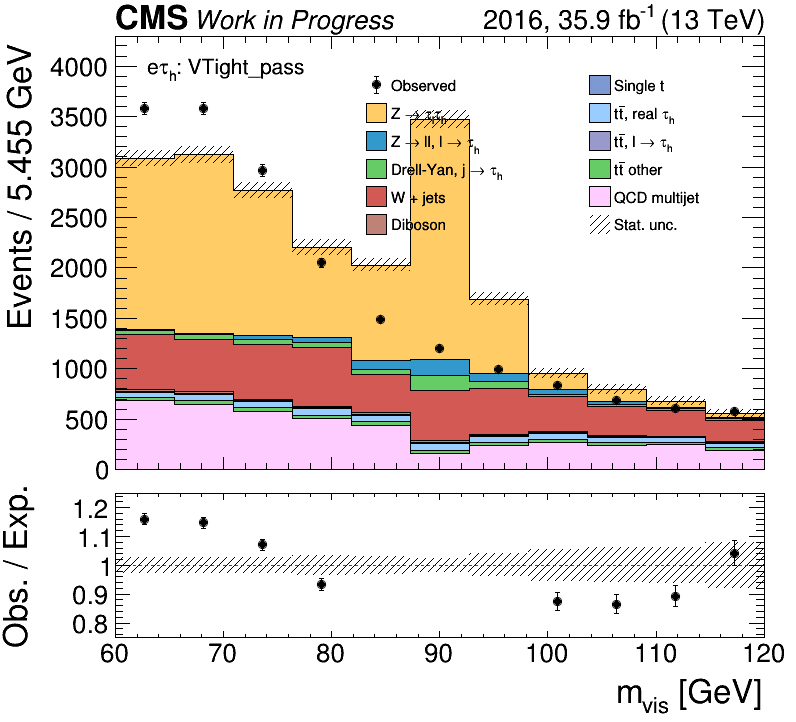 CMS Work in Progress 2016, 35.9 fb⁻¹ (13 TeV)
Events / 5.455 GeV
4000
3500
3000
2500
2000
1500
1000
500
0
eτh: VTight_pass
Observed
Z → τₗτₕ
Z → ll, l → τh
Drell-Yan, j → τh
W + jets
Diboson
Single t
tt̄, real τh
tt̄, l → τh
tt̄ other
QCD multijet
Stat. unc.
Obs. / Exp.
1.2
1.1
1
0.9
0.8
60 70 80 90 100 110 120
mvis [GeV]